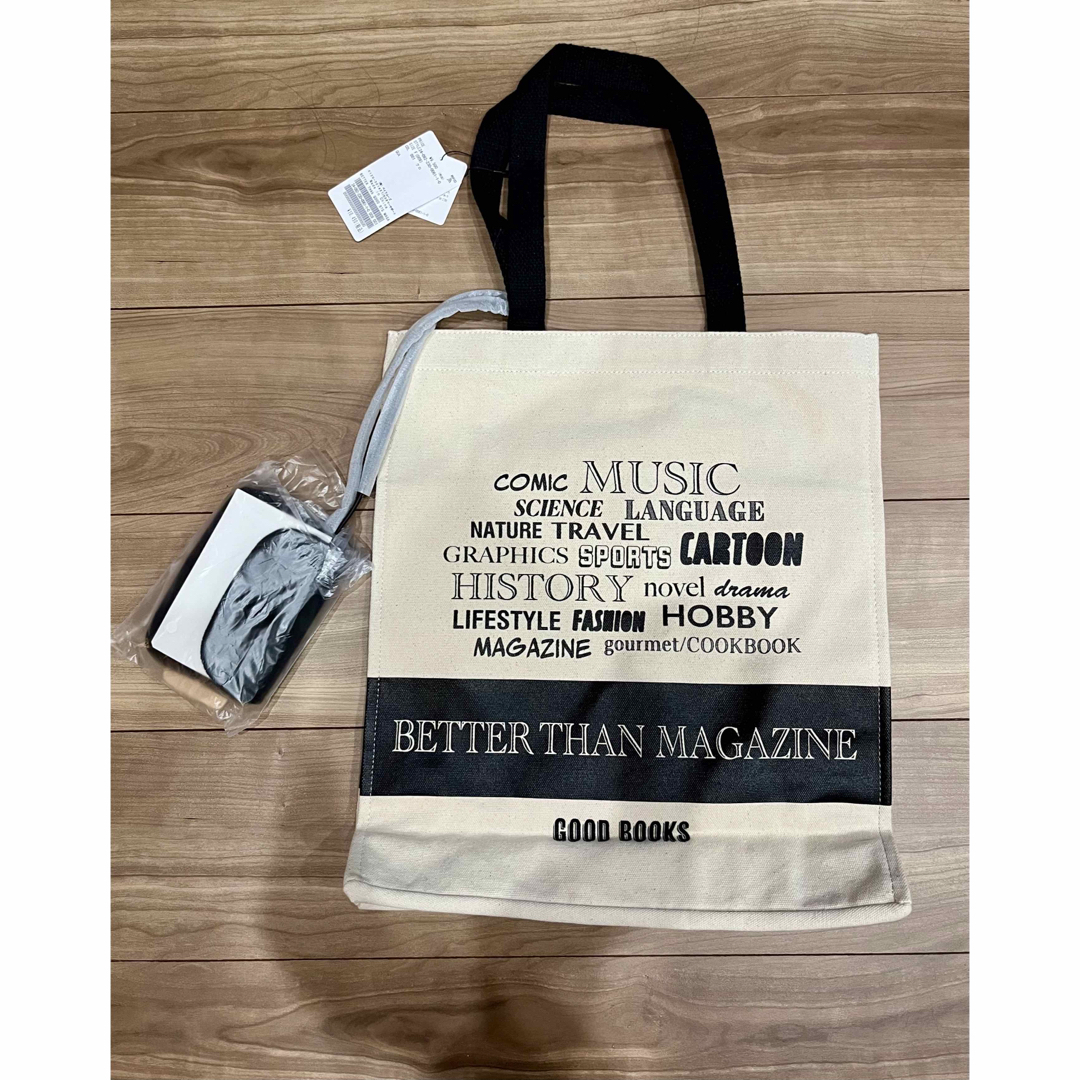 COMIC MUSIC
SCIENCE LANGUAGE
NATURE TRAVEL
GRAPHICS SPORTS CARTOON
HISTORY novel drama
LIFESTYLE FASHION HOBBY
MAGAZINE gourmet/COOKBOOK
BETTER THAN MAGAZINE
GOOD BOOKS